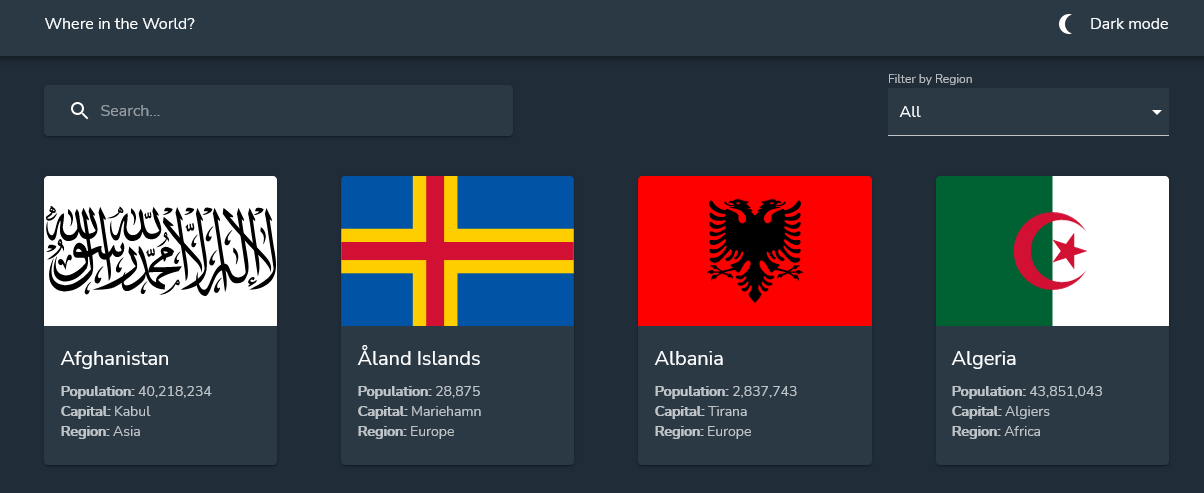 Where in the World?
Dark mode
Filter by Region
Search...
All
لا إله إلا الله محمد رسول الله
Afghanistan
Population: 40,218,234
Capital: Kabul
Region: Asia
Åland Islands
Population: 28,875
Capital: Mariehamn
Region: Europe
Albania
Population: 2,837,743
Capital: Tirana
Region: Europe
Algeria
Population: 43,851,043
Capital: Algiers
Region: Africa